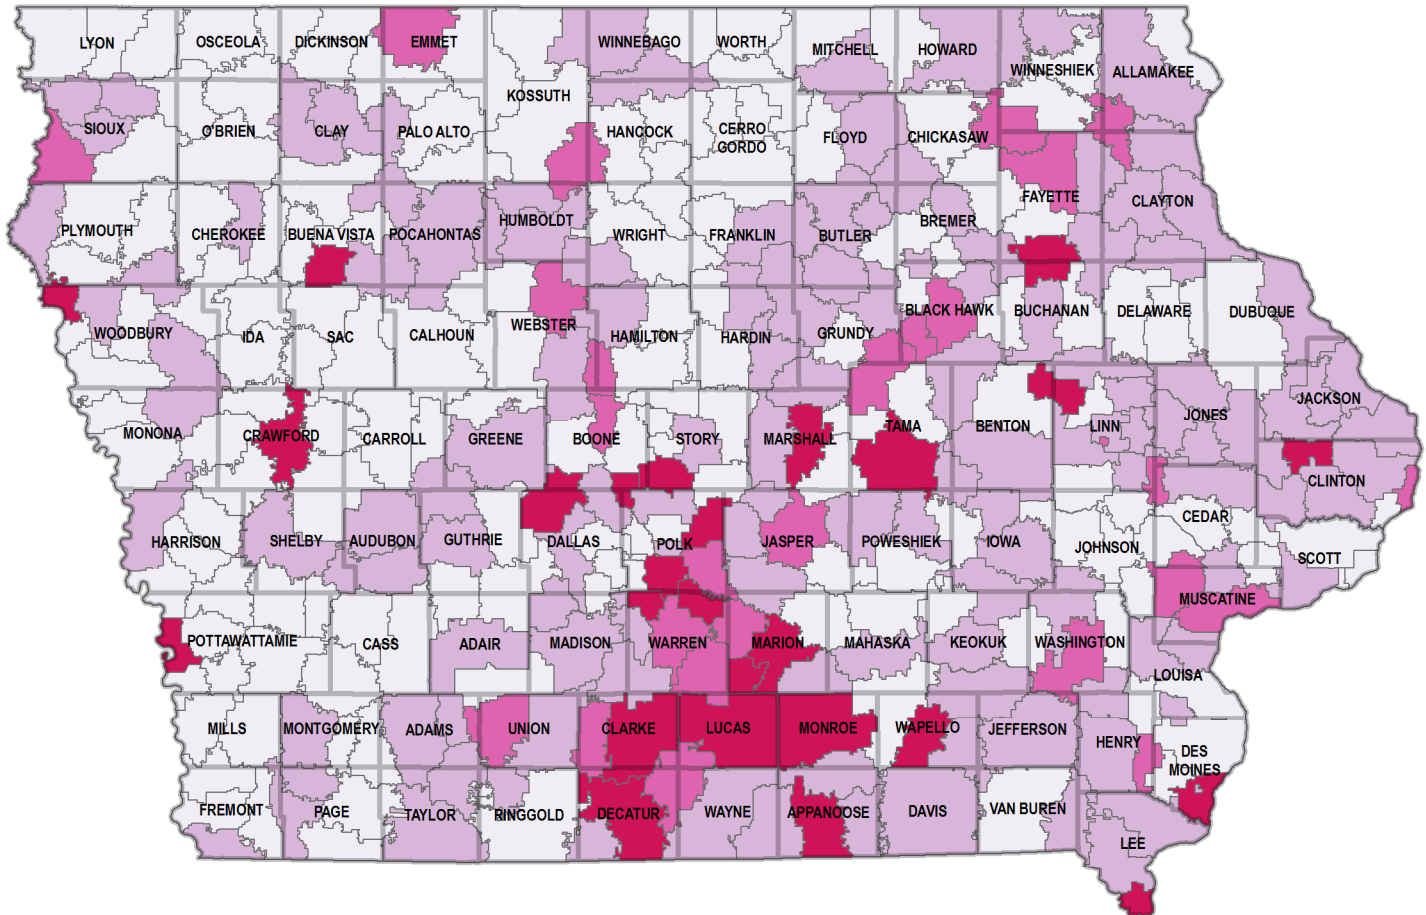 LYON
OSCEOLA
DICKINSON
EMMET
WINNEBAGO
WORTH
MITCHELL
HOWARD
WINNESHIEK
ALLAMAKEE
KOSSUTH
SIOUX
O'BRIEN
CLAY
PALO ALTO
HANCOCK
CERRO
GORDO
FLOYD
CHICKASAW
FAYETTE
CLAYTON
PLYMOUTH
CHEROKEE
BUENA VISTA
POCAHONTAS
HUMBOLDT
WRIGHT
FRANKLIN
BUTLER
BREMER
WOODBURY
IDA
SAC
CALHOUN
WEBSTER
HAMILTON
HARDIN
GRUNDY
BLACK HAWK
BUCHANAN
DELAWARE
DUBUQUE
MONONA
CRAWFORD
CARROLL
GREENE
BOONE
STORY
MARSHALL
TAMA
BENTON
LINN
JONES
JACKSON
CLINTON
HARRISON
SHELBY
AUDUBON
GUTHRIE
DALLAS
POLK
JASPER
POWESHIEK
IOWA
JOHNSON
CEDAR
SCOTT
MUSCATINE
POTTAWATTAMIE
CASS
ADAIR
MADISON
WARREN
MARION
MAHASKA
KEOKUK
WASHINGTON
LOUISA
MILLS
MONTGOMERY
ADAMS
UNION
CLARKE
LUCAS
MONROE
WAPELLO
JEFFERSON
HENRY
DES
MOINES
FREMONT
PAGE
TAYLOR
RINGGOLD
DECATUR
WAYNE
APPANOOSE
DAVIS
VAN BUREN
LEE